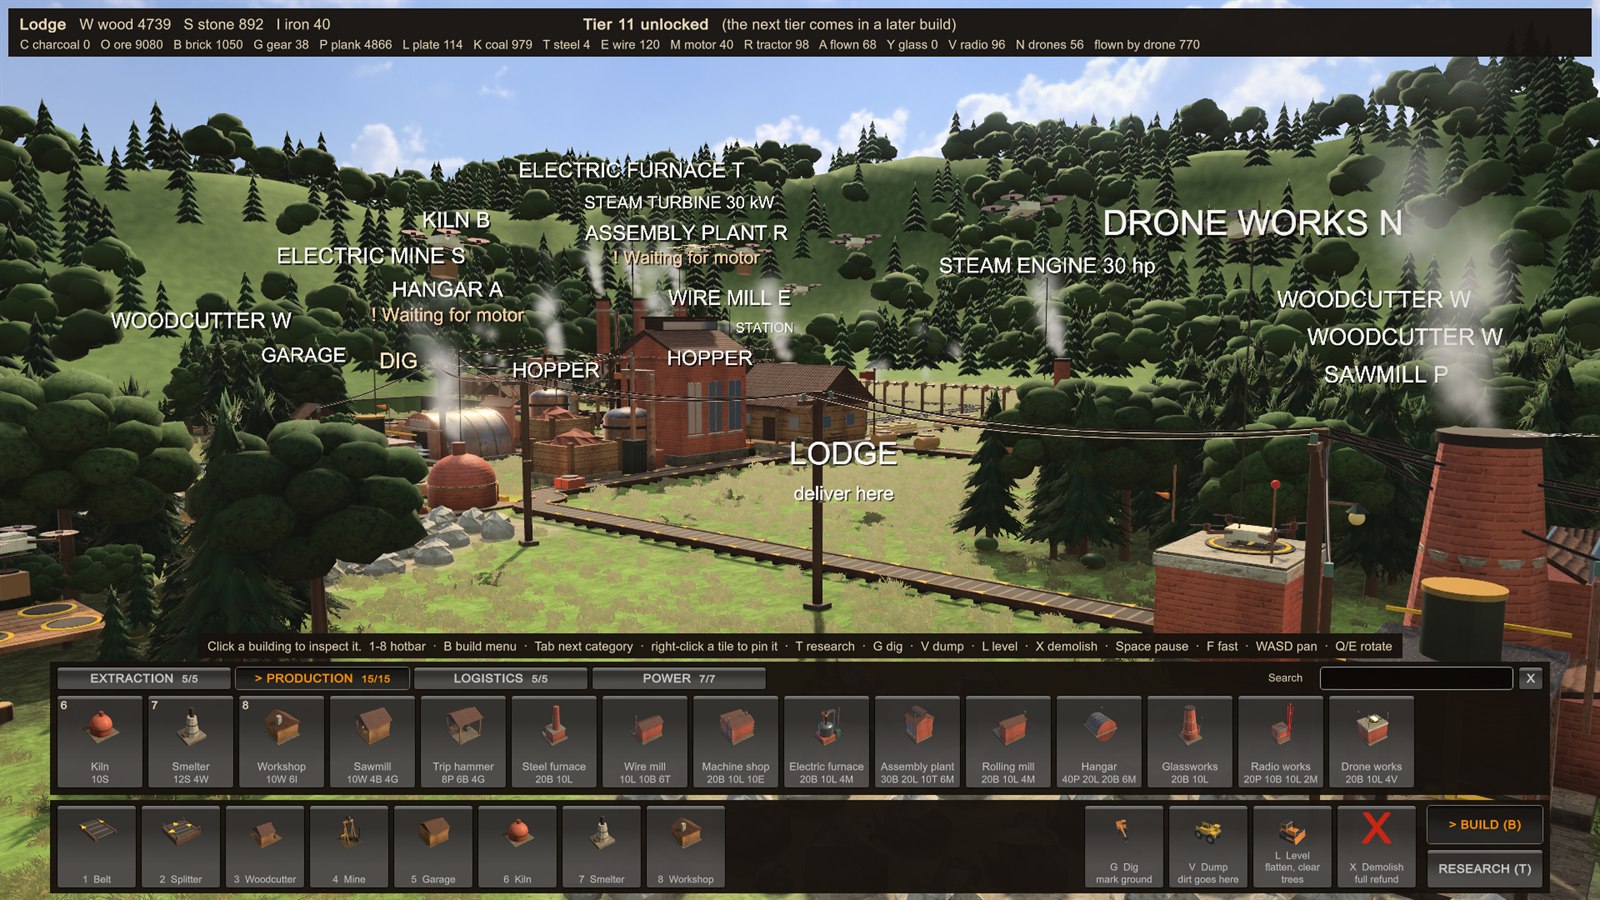 Lodge W wood 4739 S stone 892 I iron 40
Tier 11 unlocked (the next tier comes in a later build)
C charcoal 0 O ore 9080 B brick 1050 G gear 38 P plank 4866 L plate 114 K coal 979 T steel 4 E wire 120 M motor 40 R tractor 98 A flown 68 Y glass 0 V radio 96 N drones 56 flown by drone 770
ELECTRIC FURNACE T
STEAM TURBINE 30 kW
KILN B
ASSEMBLY PLANT R
! Waiting for motor
DRONE WORKS N
ELECTRIC MINE S
STEAM ENGINE 30 hp
HANGAR A
! Waiting for motor
WIRE MILL E
STATION
WOODCUTTER W
WOODCUTTER W
WOODCUTTER W
GARAGE
DIG
HOPPER
HOPPER
SAWMILL P
LODGE
deliver here
Click a building to inspect it. 1-8 hotbar · B build menu · Tab next category · right-click a tile to pin it · T research · G dig · V dump · L level · X demolish · Space pause · F fast · WASD pan · Q/E rotate
EXTRACTION 5/5
> PRODUCTION 15/15
LOGISTICS 5/5
POWER 7/7
Search
X
6
Kiln
10S
7
Smelter
12S 4W
8
Workshop
10W 6I
Sawmill
10W 4B 4G
Trip hammer
8P 6B 4G
Steel furnace
20B 10L
Wire mill
10L 10B 6T
Machine shop
20B 10L 10E
Electric furnace
20B 10L 4M
Assembly plant
30B 20L 10T 6M
Rolling mill
20B 10L 4M
Hangar
40P 20L 20B 6M
Glassworks
20B 10L
Radio works
20P 10B 10L 2M
Drone works
20B 10L 4V
1 Belt
2 Splitter
3 Woodcutter
4 Mine
5 Garage
6 Kiln
7 Smelter
8 Workshop
G Dig
mark ground
V Dump
dirt goes here
L Level
flatten, clear
trees
X Demolish
full refund
> BUILD (B)
RESEARCH (T)